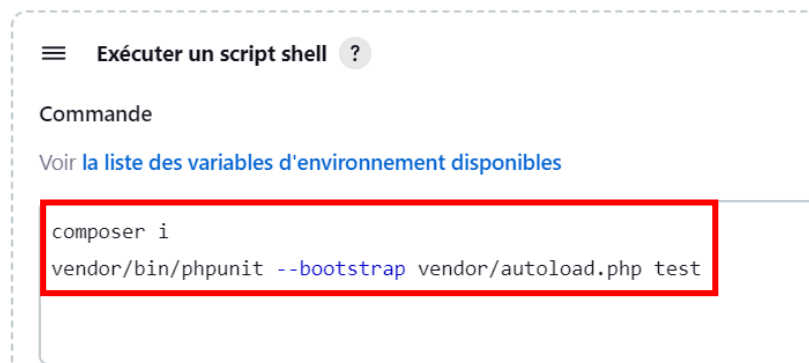 Exécuter un script shell ?
Commande
Voir la liste des variables d'environnement disponibles
composer i
vendor/bin/phpunit --bootstrap vendor/autoload.php test